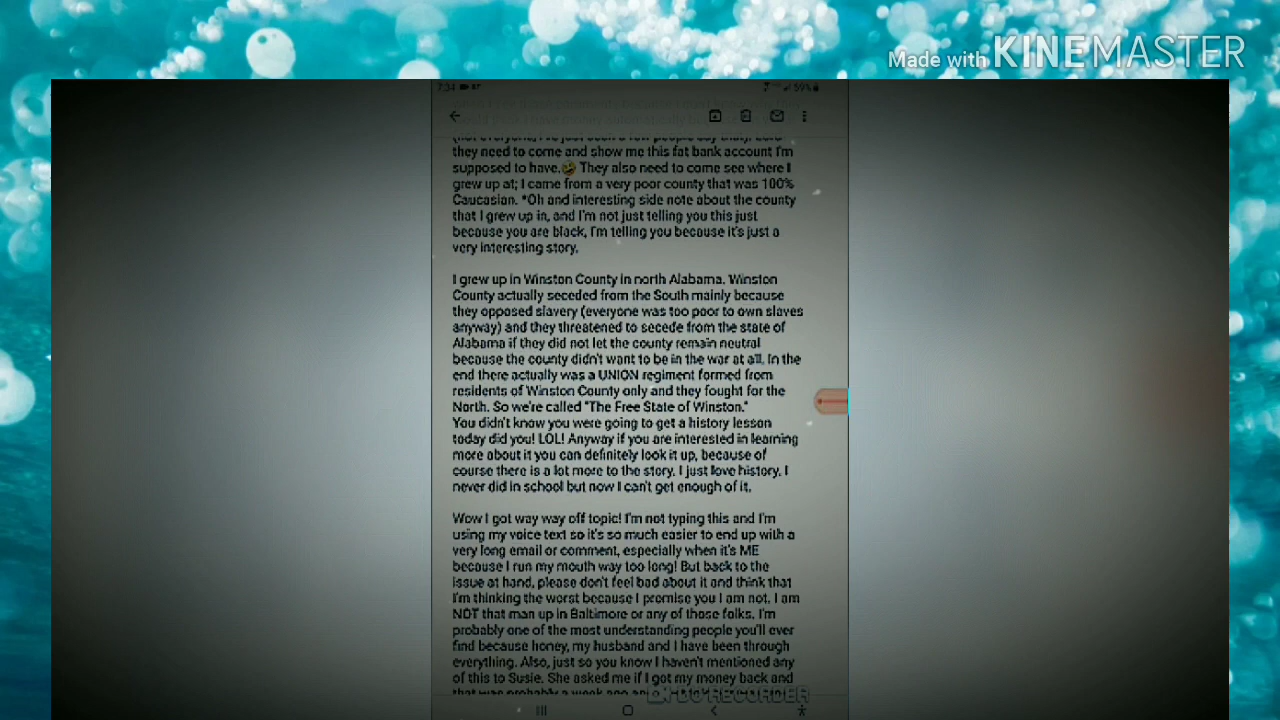 Made with KINEMASTER
7:34
59%
they need to come and show me this fat bank account I'm
supposed to have.🤣 They also need to come see where I
grew up at; I came from a very poor county that was 100%
Caucasian. *Oh and interesting side note about the county
that I grew up in, and I'm not just telling you this just
because you are black, I'm telling you because it's just a
very interesting story.
I grew up in Winston County in north Alabama. Winston
County actually seceded from the South mainly because
they opposed slavery (everyone was too poor to own slaves
anyway) and they threatened to secede from the state of
Alabama if they did not let the county remain neutral
because the county didn't want to be in the war at all. In the
end there actually was a UNION regiment formed from
residents of Winston County only and they fought for the
North. So we're called "The Free State of Winston."
You didn't know you were going to get a history lesson
today did you! LOL! Anyway if you are interested in learning
more about it you can definitely look it up, because of
course there is a lot more to the story. I just love history. I
never did in school but now I can't get enough of it.
Wow I got way way off topic! I'm not typing this and I'm
using my voice text so it's so much easier to end up with a
very long email or comment, especially when it's ME
because I run my mouth way too long! But back to the
issue at hand, please don't feel bad about it and think that
I'm thinking the worst because I promise you I am not. I am
NOT that man up in Baltimore or any of those folks. I'm
probably one of the most understanding people you'll ever
find because honey, my husband and I have been through
everything. Also, just so you know I haven't mentioned any
of this to Susie. She asked me if I got my money back and
that was probably a week ago
DU RECORDER